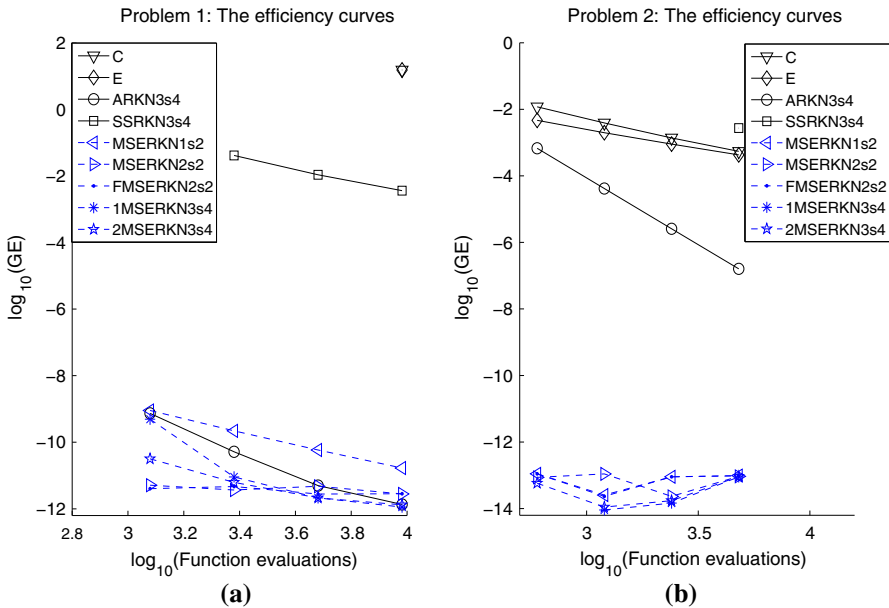 Problem 1: The efficiency curves
2
0
−2
−4
−6
−8
−10
−12
2.8
3
3.2
3.4
3.6
3.8
4
log10(GE)
log10(Function evaluations)
C
E
ARKN3s4
SSRKN3s4
MSERKN1s2
MSERKN2s2
FMSERKN2s2
1MSERKN3s4
2MSERKN3s4
(a)
Problem 2: The efficiency curves
0
−2
−4
−6
−8
−10
−12
−14
3
3.5
4
log10(GE)
log10(Function evaluations)
C
E
ARKN3s4
SSRKN3s4
MSERKN1s2
MSERKN2s2
FMSERKN2s2
1MSERKN3s4
2MSERKN3s4
(b)